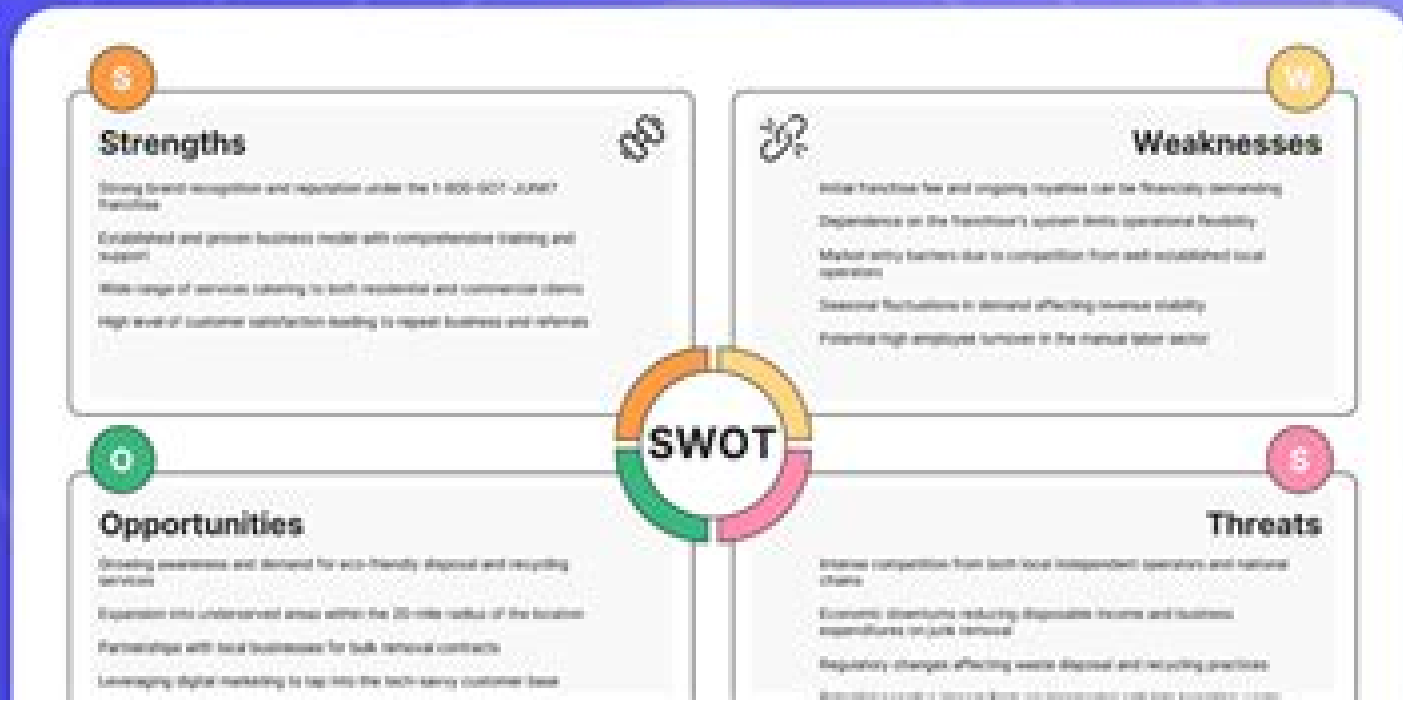 S
Strengths
Strong brand recognition and reputation under the 1-800-GOT-JUNK?
franchise
Established and proven business model with comprehensive training and
support
Wide range of services catering to both residential and commercial clients
High level of customer satisfaction leading to repeat business and referrals
W
Weaknesses
Initial franchise fee and ongoing royalties can be financially demanding
Dependence on the franchisor's system limits operational flexibility
Market entry barriers due to competition from well-established local
operators
Seasonal fluctuations in demand affecting revenue stability
Potential high employee turnover in the manual labor sector
SWOT
O
Opportunities
Growing awareness and demand for eco-friendly disposal and recycling
services
Expansion into underserved areas within the 20-mile radius of the location
Partnerships with local businesses for bulk removal contracts
Leveraging digital marketing to tap into the tech-savvy customer base
S
Threats
Intense competition from both local independent operators and national
chains
Economic downturns reducing disposable income and business
expenditures on junk removal
Regulatory changes affecting waste disposal and recycling practices